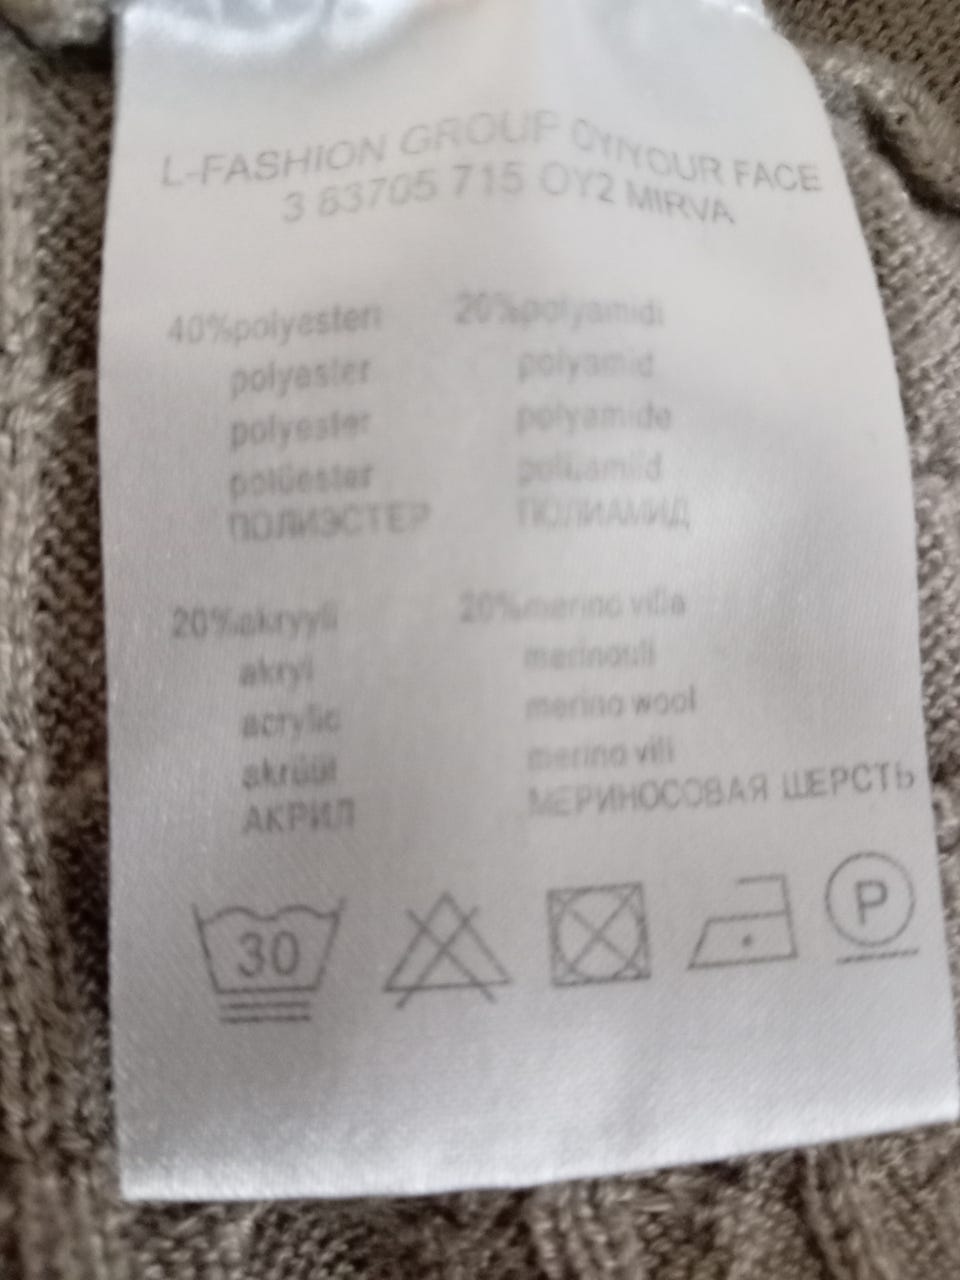 L-FASHION GROUP OY/YOUR FACE
3 63705 715 OY2 MIRVA
40%polyesteri
polyester
polyester
polüester
ПОЛИЭСТЕР
20%polyamidi
polyamid
polyamide
polüamiid
ПОЛИАМИД
20%akryyli
akryl
acrylic
akrüül
АКРИЛ
20%merino villa
merinoull
merino wool
merino vill
МЕРИНОСОВАЯ ШЕРСТЬ
30
P